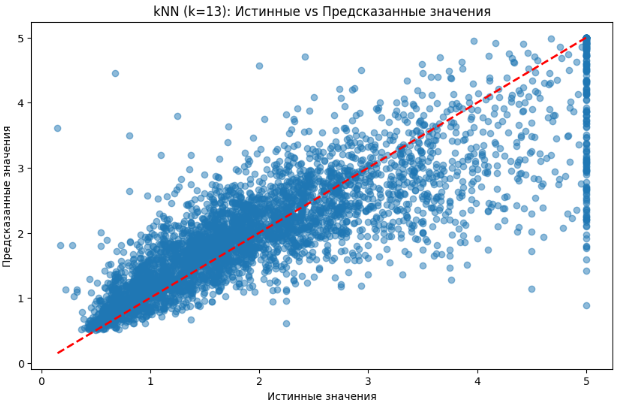 kNN (k=13): Истинные vs Предсказанные значения
Предсказанные значения
5
4
3
2
1
0
0 1 2 3 4 5
Истинные значения